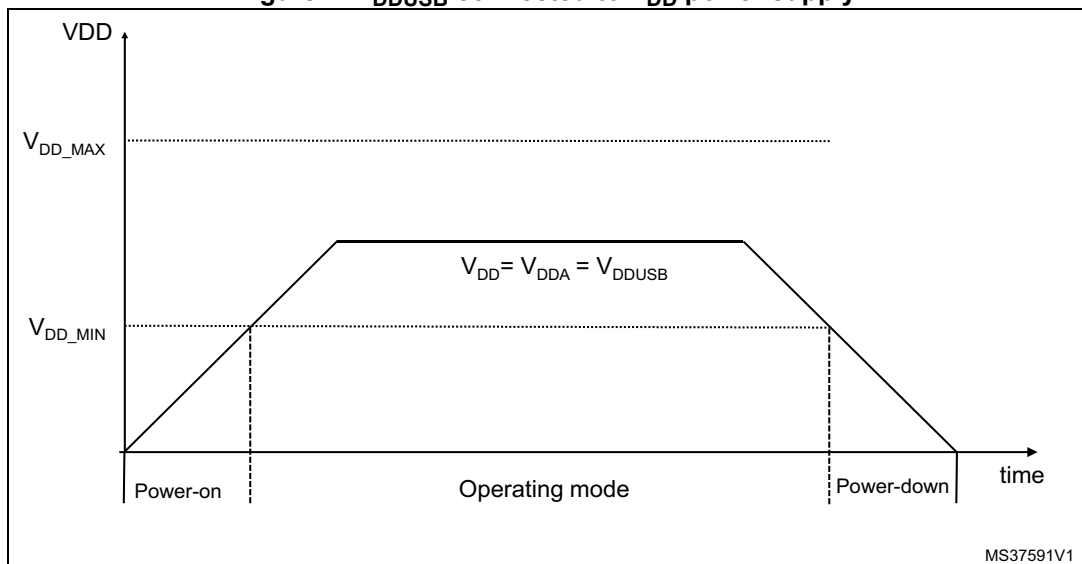 VDD
V_DD_MAX
V_DD= V_DDA = V_DDUSB
V_DD_MIN
time
Power-on
Operating mode
Power-down
MS37591V1